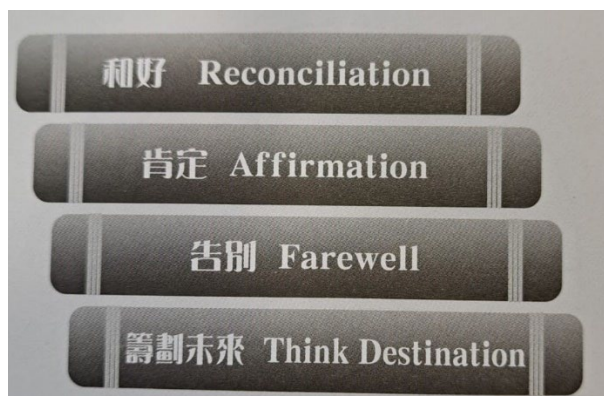 和好 Reconciliation
肯定 Affirmation
告別 Farewell
籌劃未來 Think Destination